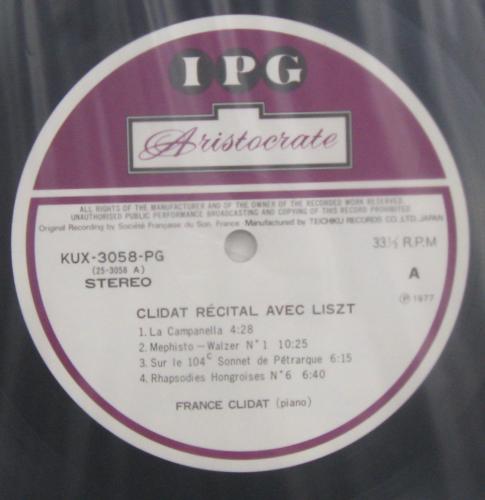 IPG
Aristocrate
ALL RIGHTS OF THE MANUFACTURER AND OF THE OWNER OF THE RECORDED WORK RESERVED.
UNAUTHORISED PUBLIC PERFORMANCE BROADCASTING AND COPYING OF THIS RECORD PROHIBITED
Original Recording by Société Française du Son, France · Manufactured by TEICHIKU RECORDS CO.,LTD. JAPAN
KUX-3058-PG
(25-3058 A)
STEREO
33⅓ R.P.M
A
Ⓟ 1977
CLIDAT RÉCITAL AVEC LISZT
1. La Campanella 4:28
2. Mephisto – Walzer N°1 10:25
3. Sur le 104ᶜ Sonnet de Pétrarque 6:15
4. Rhapsodies Hongroises N°6 6:40
FRANCE CLIDAT (piano)